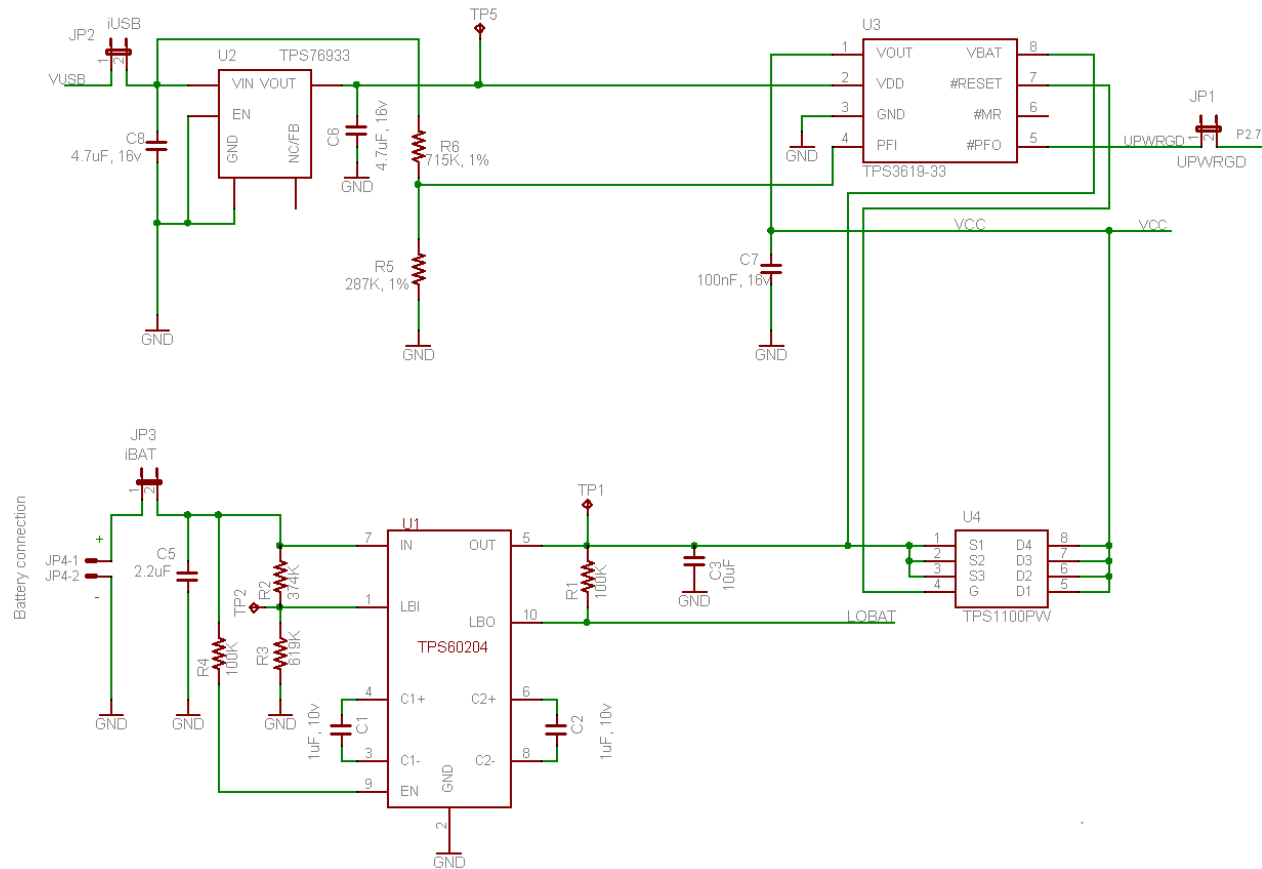 iUSB
JP2
1
2
VUSB
U2
TPS76933
VIN
VOUT
EN
GND
NC/FB
C8
4.7uF, 16v
GND
C6
4.7uF, 16v
GND
TP5
R6
715K, 1%
R5
287K, 1%
GND
U3
1
VOUT
VBAT
8
2
VDD
#RESET
7
3
GND
#MR
6
4
PFI
#PFO
5
TPS3619-33
GND
JP1
1
2
UPWRGD
P2.7
UPWRGD
VCC
VCC
C7
100nF, 16v
GND
JP3
iBAT
1
2
Battery connection
+
JP4-1
JP4-2
-
GND
C5
2.2uF
GND
R4
100K
R2
374K
TP2
R3
619K
GND
U1
7
IN
OUT
5
1
LBI
LBO
10
TPS60204
4
C1+
C2+
6
3
C1-
C2-
8
9
EN
GND
2
GND
C1
1uF, 10v
C2
1uF, 10v
TP1
R1
100K
C3
10uF
GND
LOBAT
U4
1
S1
D4
8
2
S2
D3
7
3
S3
D2
6
4
G
D1
5
TPS1100PW